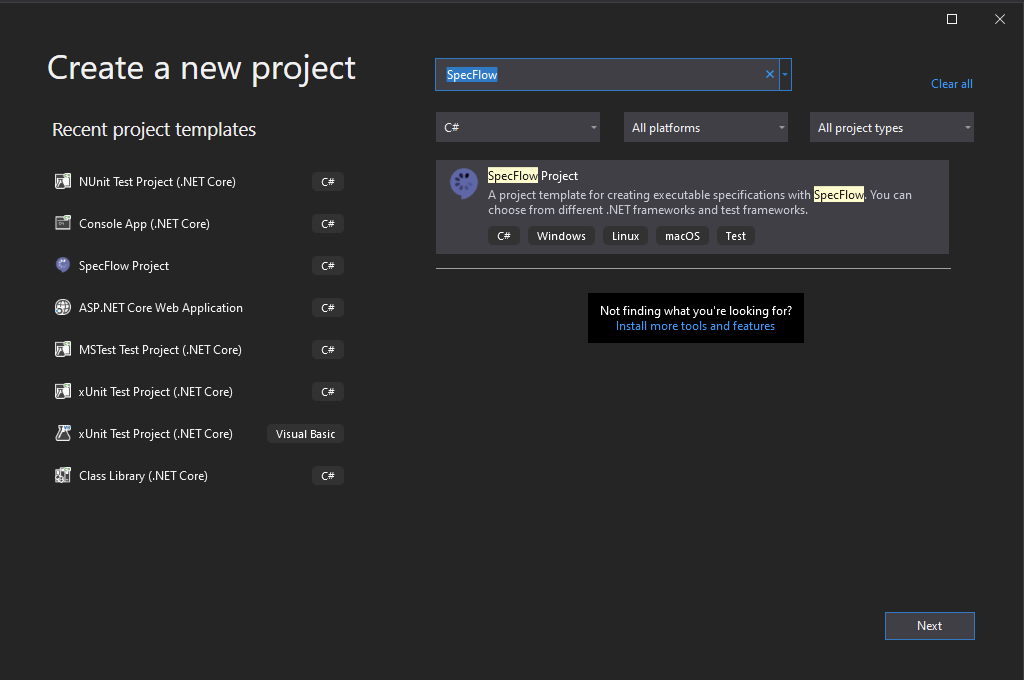 Create a new project
SpecFlow
Clear all
C#
All platforms
All project types
Recent project templates
NUnit Test Project (.NET Core)
C#
Console App (.NET Core)
C#
SpecFlow Project
C#
ASP.NET Core Web Application
C#
MSTest Test Project (.NET Core)
C#
xUnit Test Project (.NET Core)
C#
xUnit Test Project (.NET Core)
Visual Basic
Class Library (.NET Core)
C#
SpecFlow Project
A project template for creating executable specifications with SpecFlow. You can
choose from different .NET frameworks and test frameworks.
C#
Windows
Linux
macOS
Test
Not finding what you're looking for?
Install more tools and features
Next